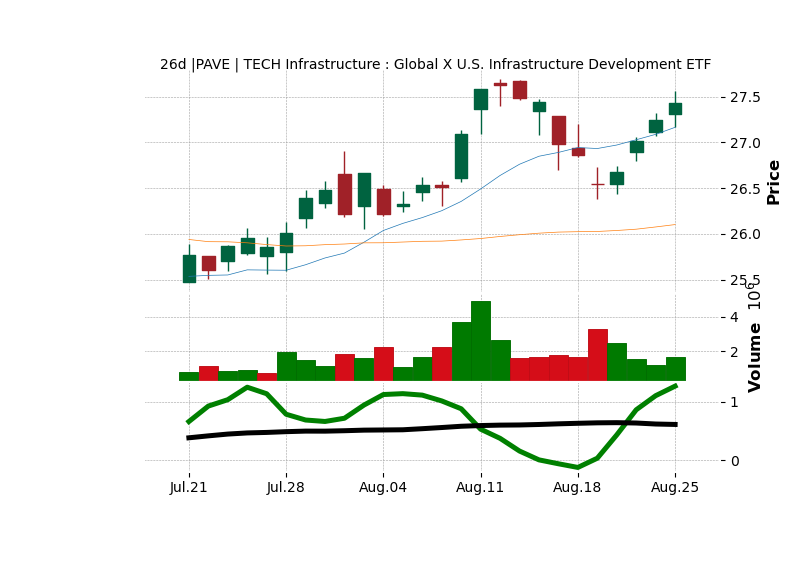 26d |PAVE | TECH Infrastructure : Global X U.S. Infrastructure Development ETF
27.5
27.0
26.5
26.0
25.5
Price
10⁶
4
2
Volume
1
0
Jul.21 Jul.28 Aug.04 Aug.11 Aug.18 Aug.25